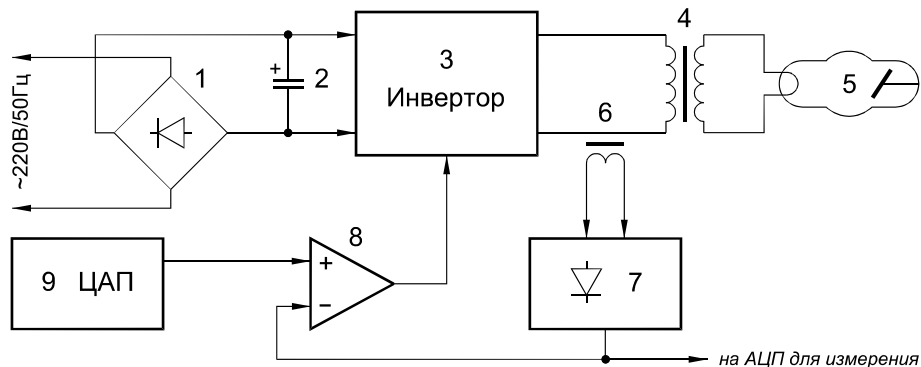 4
1
+
2
3
Инвертор
5
6
~220В/50Гц
8
9 ЦАП
+
−
7
на АЦП для измерения